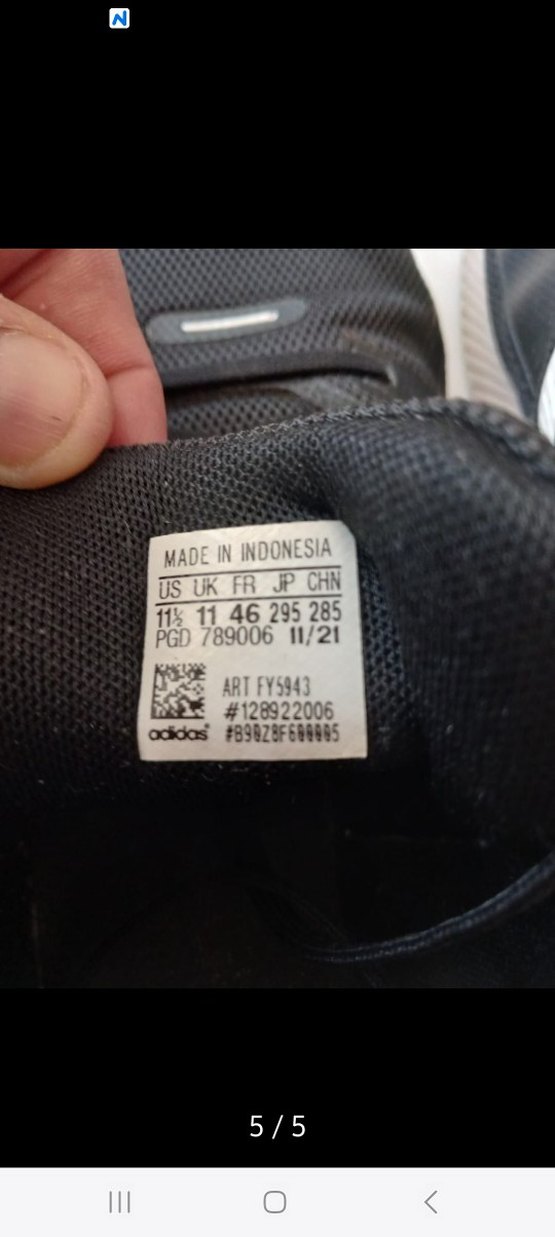 MADE IN INDONESIA
US UK FR JP CHN
11½ 11 46 295 285
PGD 789006 11/21
ART FY5943
#128922006
adidas® #B90Z8F600005
5 / 5